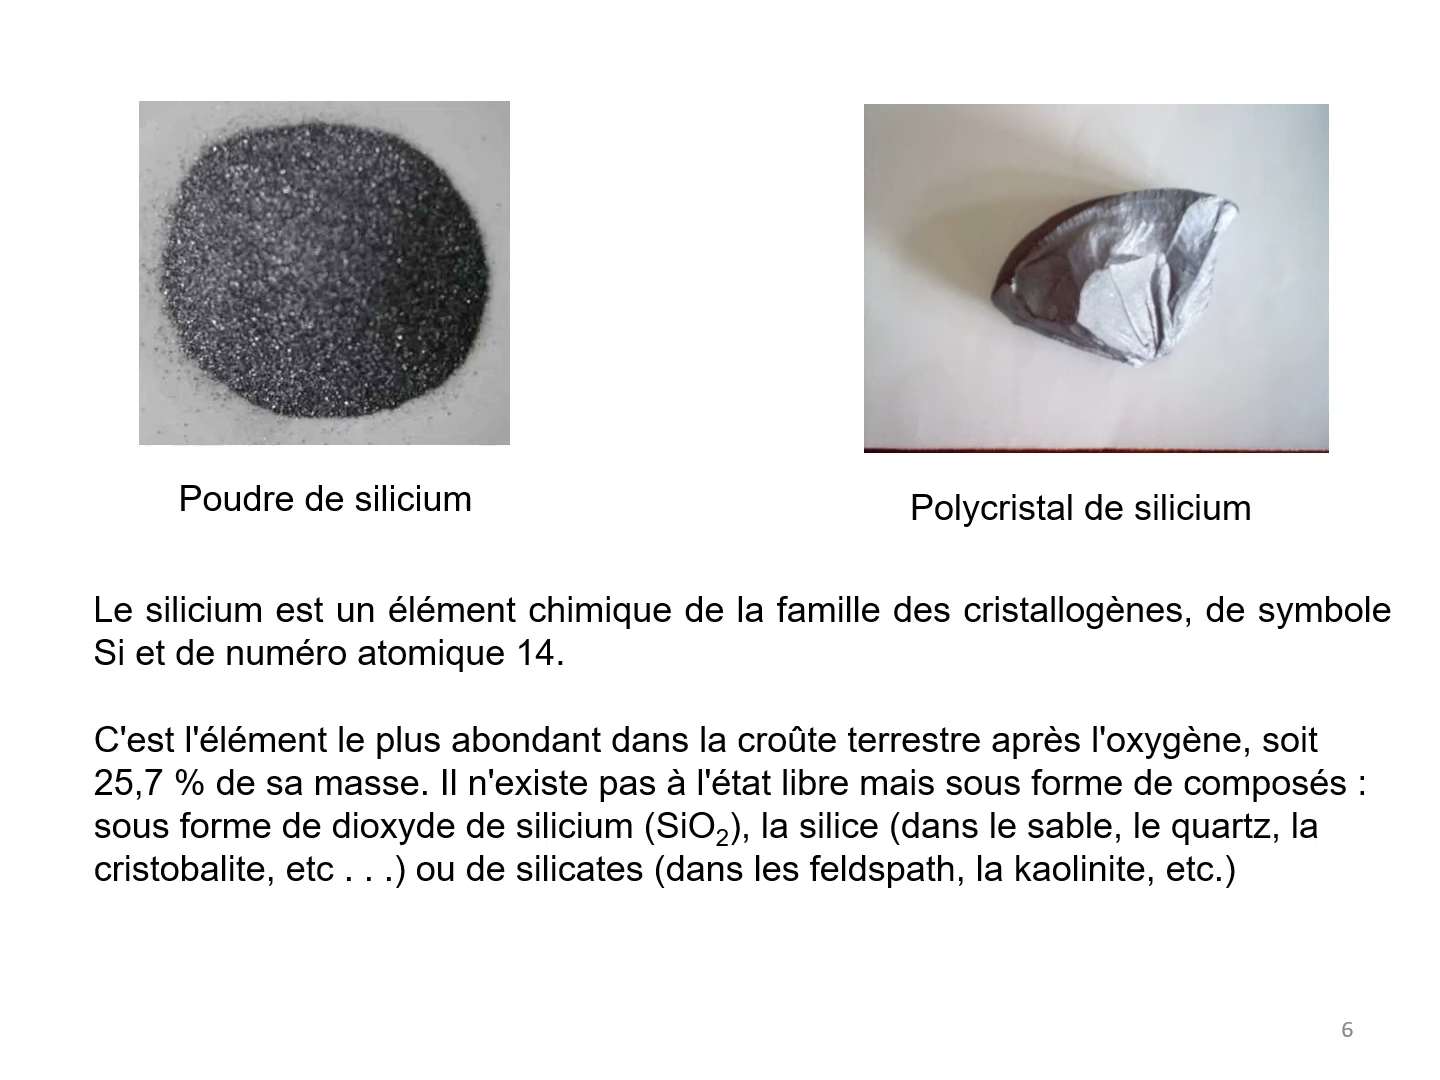 Poudre de silicium
Polycristal de silicium
Le silicium est un élément chimique de la famille des cristallogènes, de symbole
Si et de numéro atomique 14.
C'est l'élément le plus abondant dans la croûte terrestre après l'oxygène, soit
25,7 % de sa masse. Il n'existe pas à l'état libre mais sous forme de composés :
sous forme de dioxyde de silicium (SiO₂), la silice (dans le sable, le quartz, la
cristobalite, etc . . .) ou de silicates (dans les feldspath, la kaolinite, etc.)
6